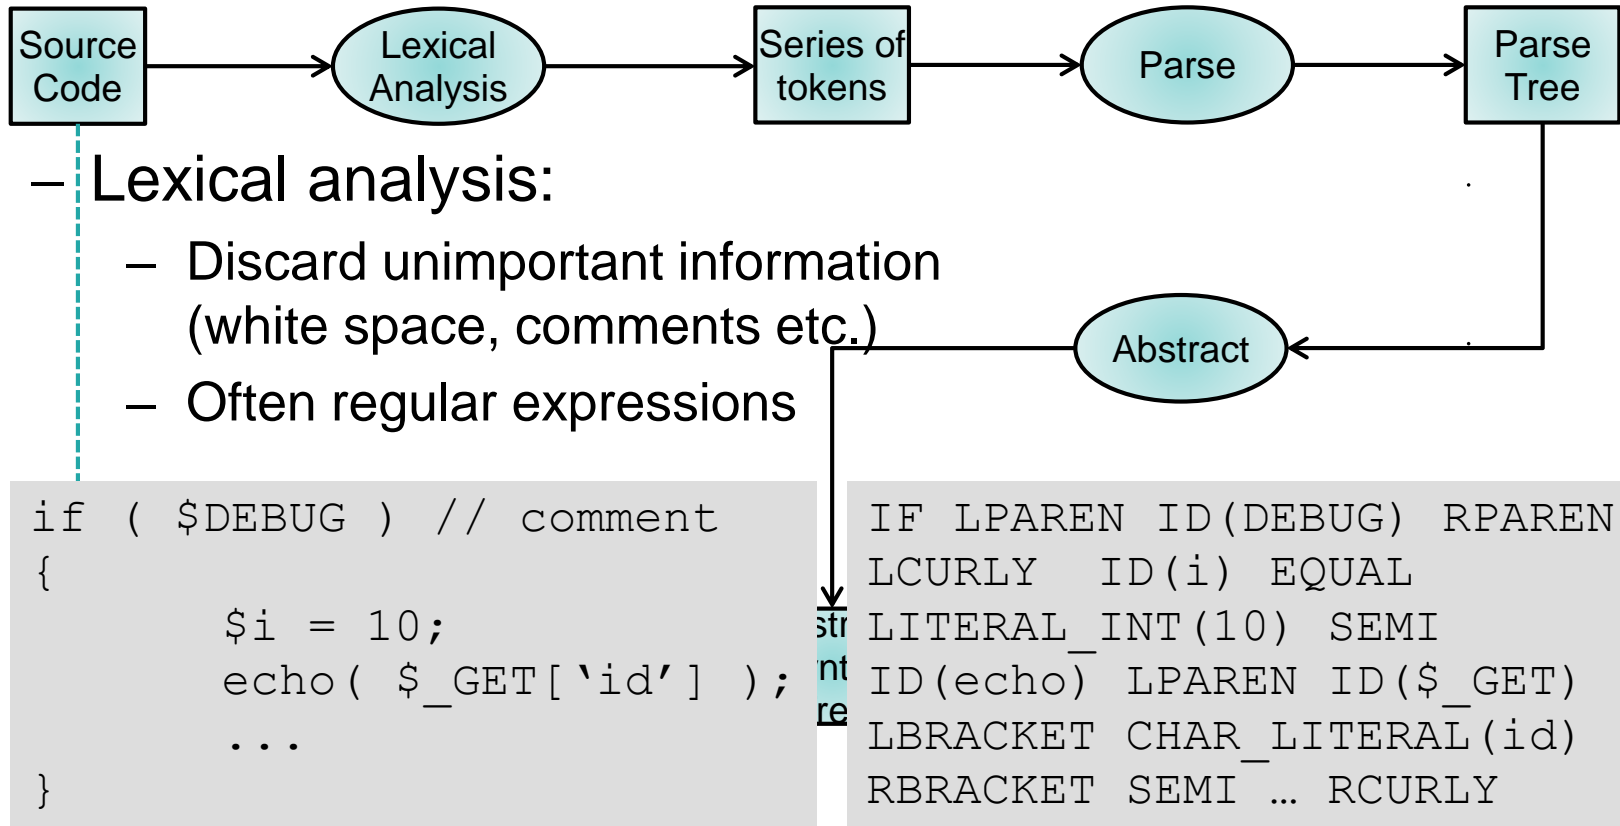 Source
Code
Lexical
Analysis
Series of
tokens
Parse
Parse
Tree
– Lexical analysis:
– Discard unimportant information
(white space, comments etc.)
– Often regular expressions
Abstract
if ( $DEBUG ) // comment
{
$i = 10;
echo( $_GET[‘id’] );
...
}
IF LPAREN ID(DEBUG) RPAREN
LCURLY ID(i) EQUAL
LITERAL_INT(10) SEMI
ID(echo) LPAREN ID($_GET)
LBRACKET CHAR_LITERAL(id)
RBRACKET SEMI … RCURLY